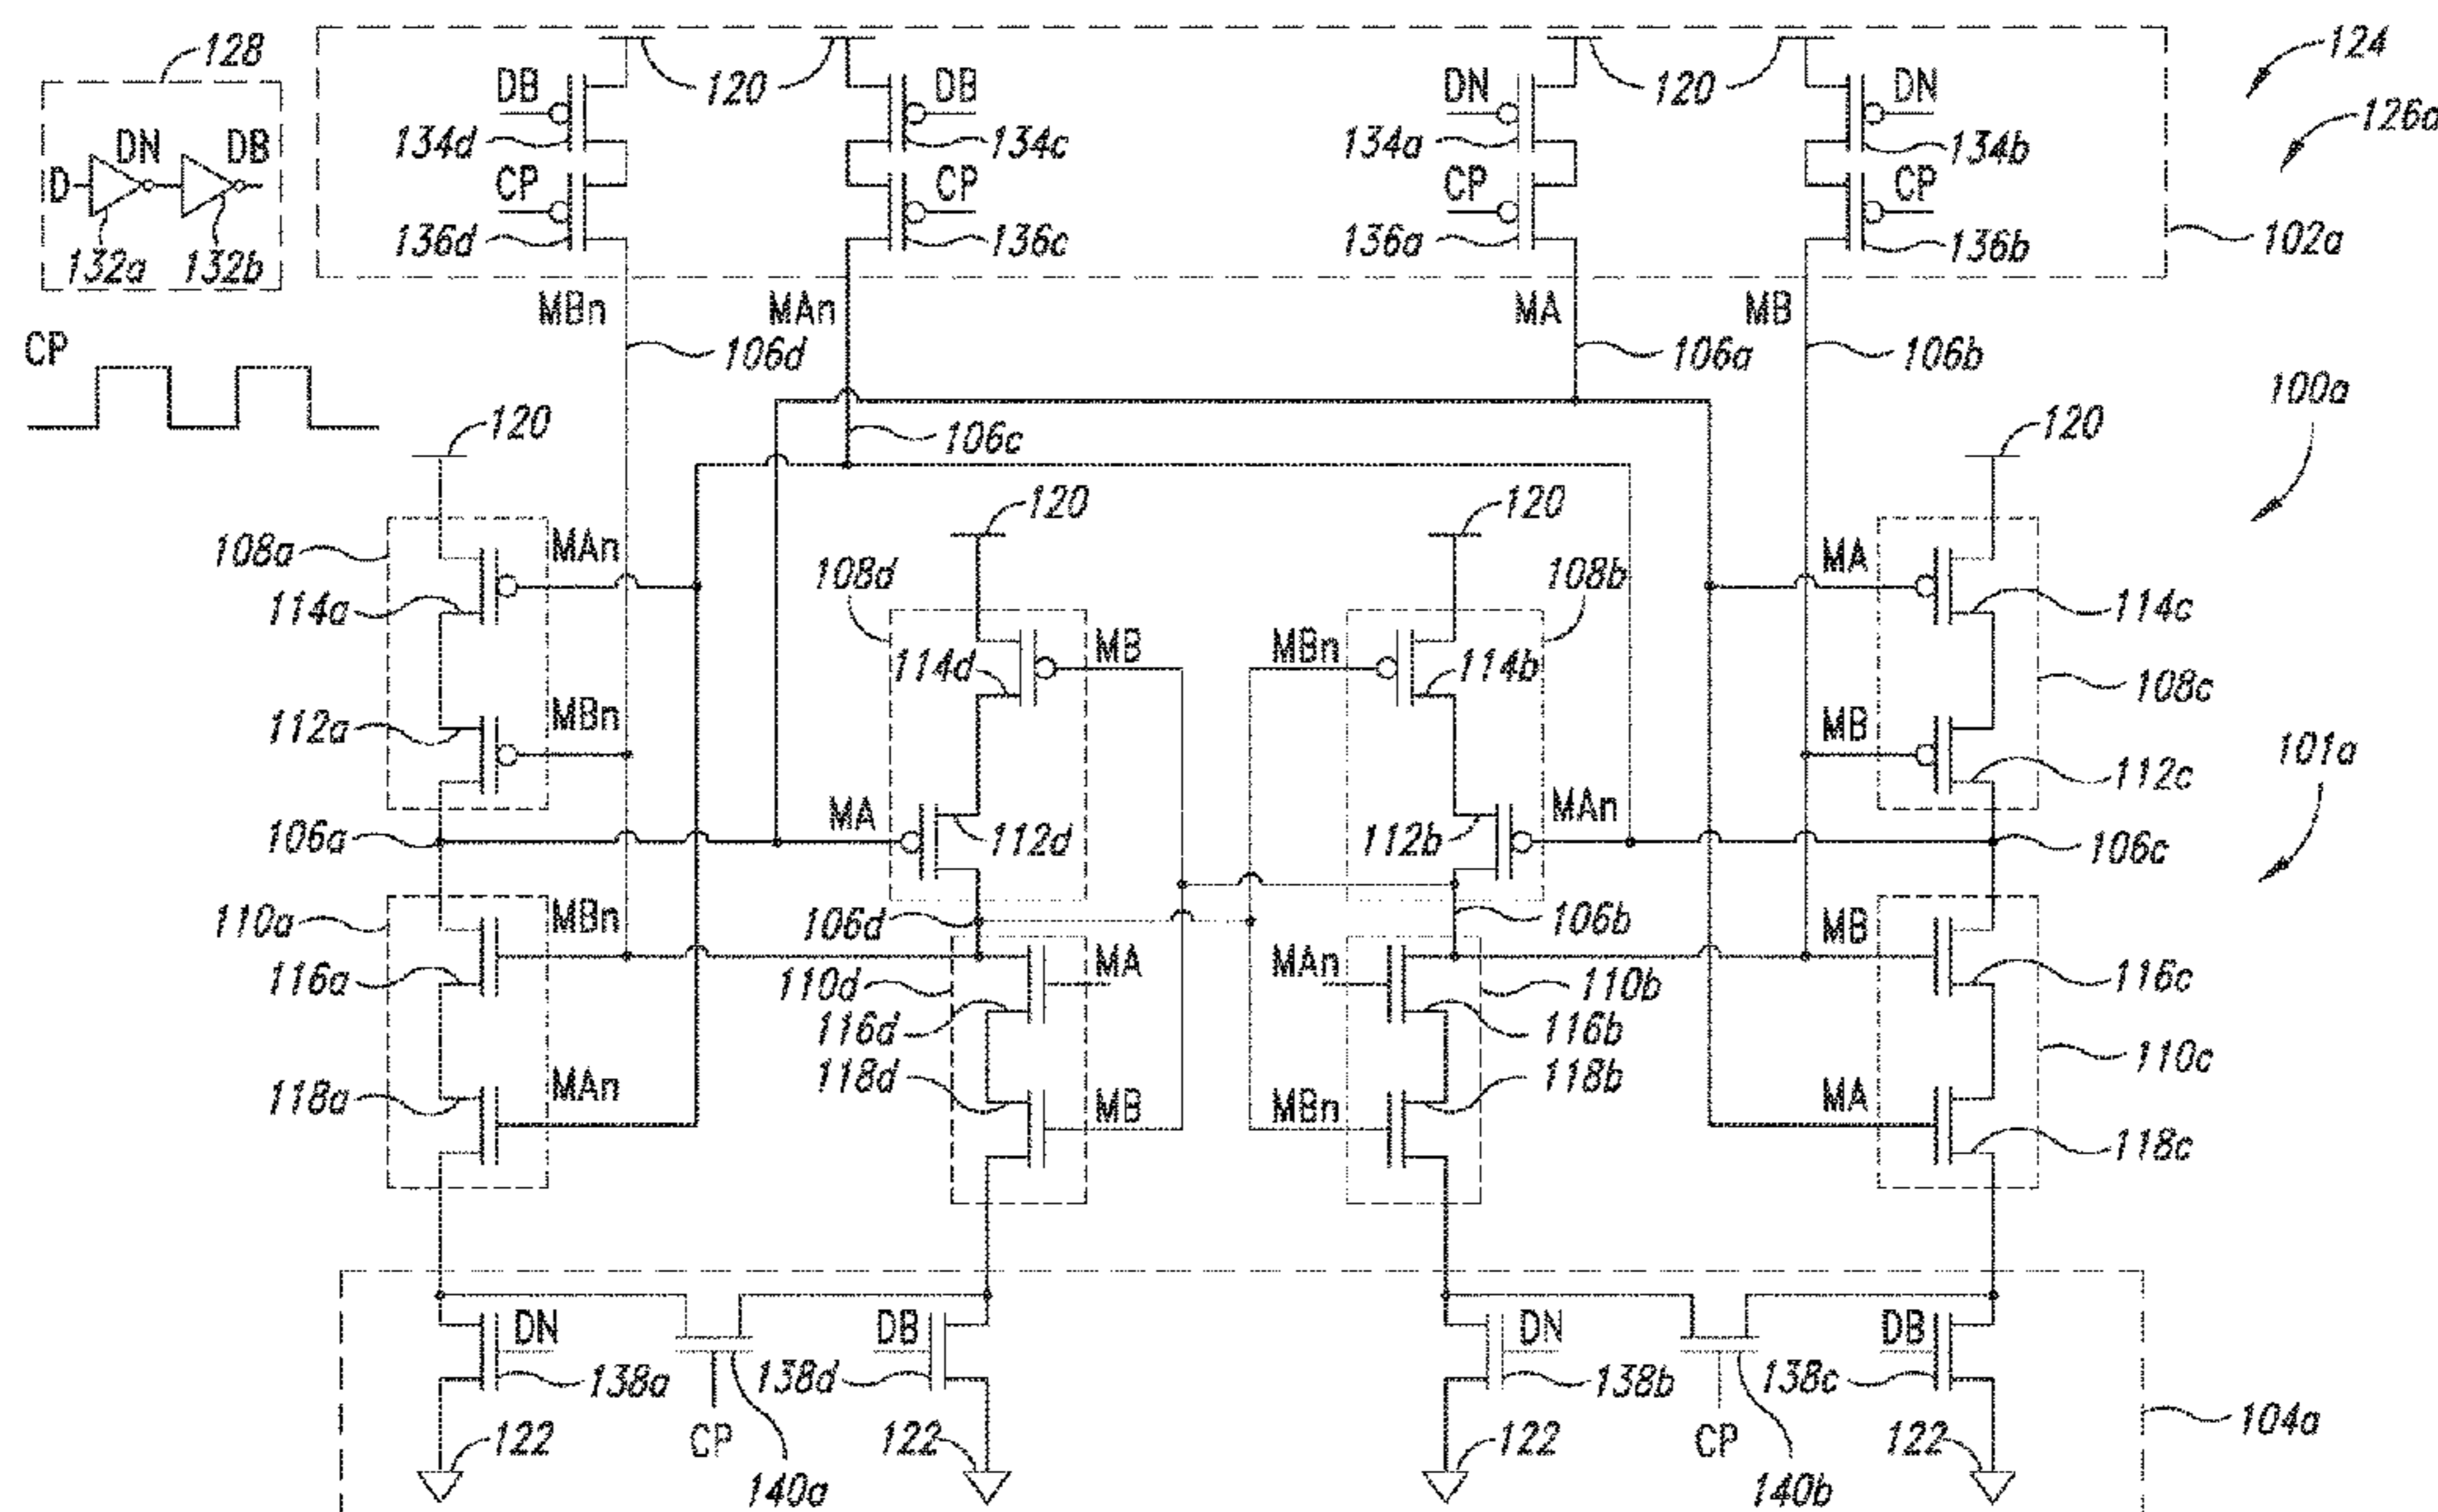 128
D
DN
DB
132a
132b
CP
DB
134d
CP
136d
120
DB
134c
CP
136c
DN
134a
CP
136a
120
DN
134b
CP
136b
124
126a
102a
MBn
MAn
MA
MB
106d
106c
106a
106b
100a
101a
120
108a
MAn
114a
MBn
112a
106a
110a
MBn
116a
MAn
118a
120
108d
MB
114d
MA
112d
106d
110d
MA
116d
118d
MB
120
108b
MBn
114b
MAn
112b
106b
MAn
110b
116b
MBn
118b
120
MA
114c
108c
MB
112c
106c
MB
116c
110c
MA
118c
DN
138a
122
CP
140a
DB
138d
122
DN
138b
122
CP
140b
DB
138c
122
104a